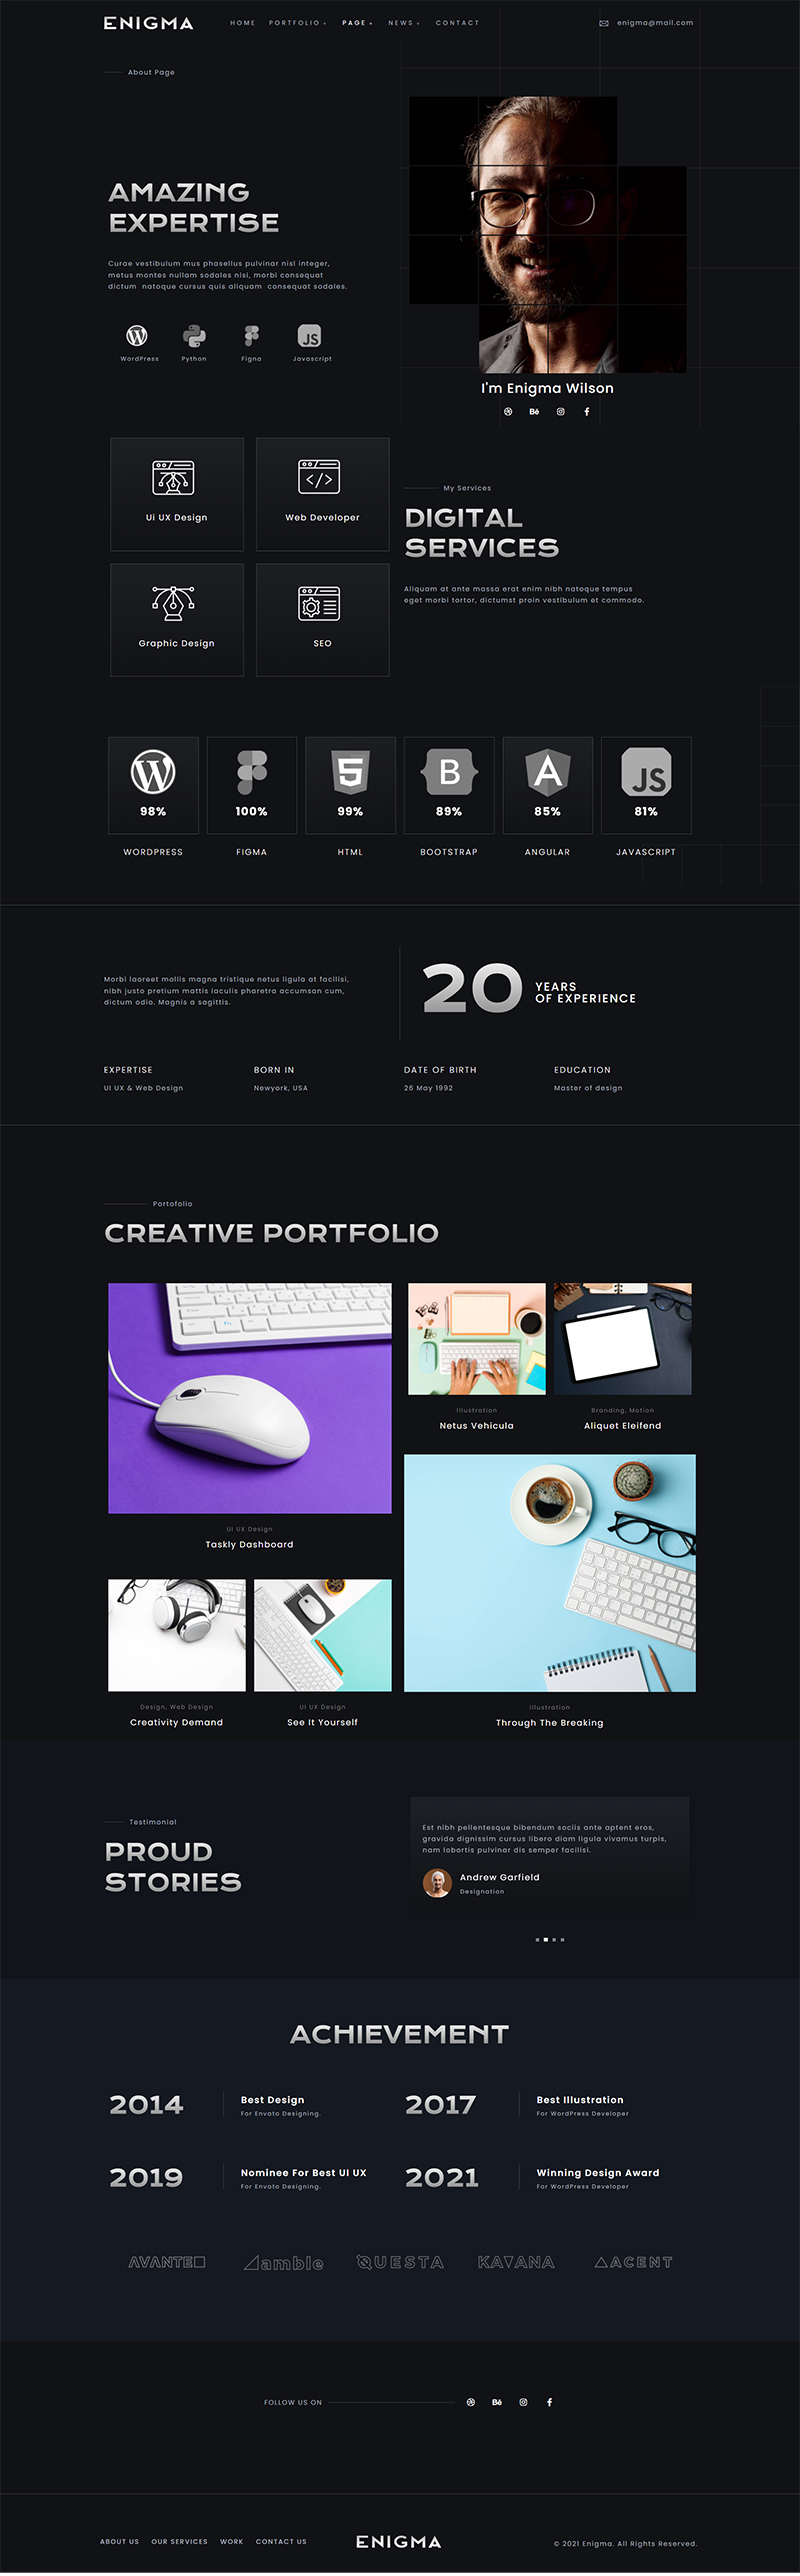 ENIGMA
HOME PORTFOLIO + PAGE + NEWS + CONTACT
enigma@mail.com
About Page
AMAZING
EXPERTISE
Curae vestibulum mus phasellus pulvinar nisl integer,
metus montes nullam sodales nisi, morbi consequat
dictum natoque cursus quis aliquam consequat sodales.
WordPress Python Figna Javascript
I'm Enigma Wilson
Bē
Ui UX Design
Web Developer
Graphic Design
SEO
My Services
DIGITAL
SERVICES
Aliquam at ante massa erat enim nibh natoque tempus
eget morbi tortor, dictumst proin vestibulum et commodo.
98% 100% 99% 89% 85% 81%
WORDPRESS FIGMA HTML BOOTSTRAP ANGULAR JAVASCRIPT
Morbi laoreet mollis magna tristique netus ligula at facilisi,
nibh justo pretium mattis iaculis pharetra accumsan cum,
dictum odio. Magnis a sagittis.
20
YEARS
OF EXPERIENCE
EXPERTISE
UI UX & Web Design
BORN IN
Newyork, USA
DATE OF BIRTH
26 May 1992
EDUCATION
Master of design
Portofolio
CREATIVE PORTFOLIO
Illustration
Netus Vehicula
Branding, Motion
Aliquet Eleifend
UI UX Design
Taskly Dashboard
Design, Web Design
Creativity Demand
UI UX Design
See It Yourself
Illustration
Through The Breaking
Testimonial
PROUD
STORIES
Est nibh pellentesque bibendum sociis ante aptent eros,
gravida dignissim cursus libero diam ligula vivamus turpis,
nam lobortis pulvinar dis semper facilisi.
Andrew Garfield
Designation
ACHIEVEMENT
2014
Best Design
For Envato Designing.
2017
Best Illustration
For WordPress Developer
2019
Nominee For Best UI UX
For Envato Designing.
2021
Winning Design Award
For WordPress Developer
AVANTE
amble
QUESTA
KAVANA
ACENT
FOLLOW US ON
Bē
ABOUT US OUR SERVICES WORK CONTACT US
ENIGMA
© 2021 Enigma. All Rights Reserved.